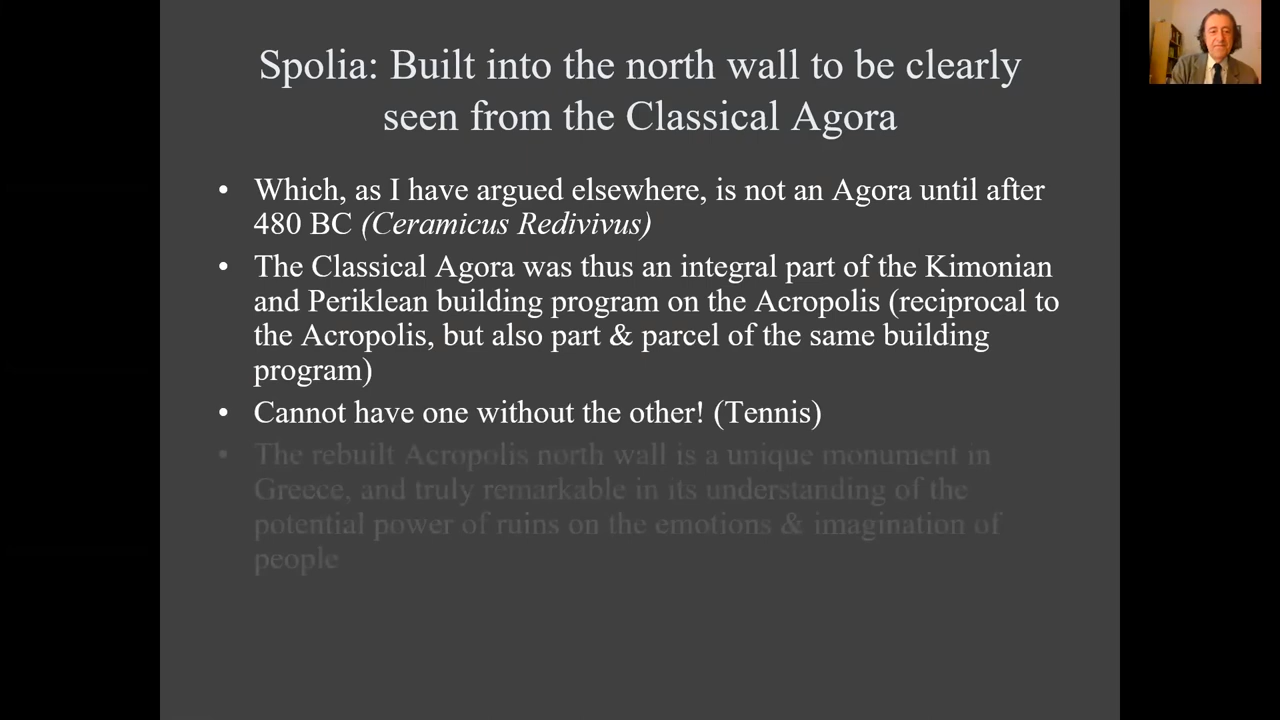 Spolia: Built into the north wall to be clearly
seen from the Classical Agora
• Which, as I have argued elsewhere, is not an Agora until after
480 BC (Ceramicus Redivivus)
• The Classical Agora was thus an integral part of the Kimonian
and Periklean building program on the Acropolis (reciprocal to
the Acropolis, but also part & parcel of the same building
program)
• Cannot have one without the other! (Tennis)
• The rebuilt Acropolis north wall is a unique monument in
Greece, and truly remarkable in its understanding of the
potential power of ruins on the emotions & imagination of
people